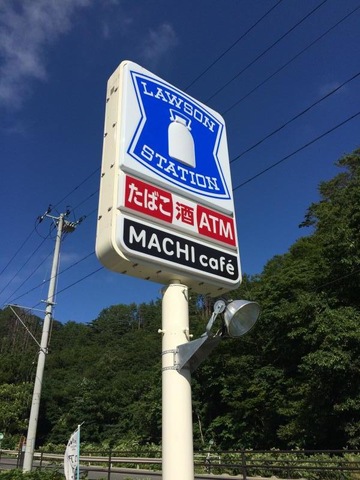 LAWSON
STATION
たばこ 酒 ATM
MACHI café